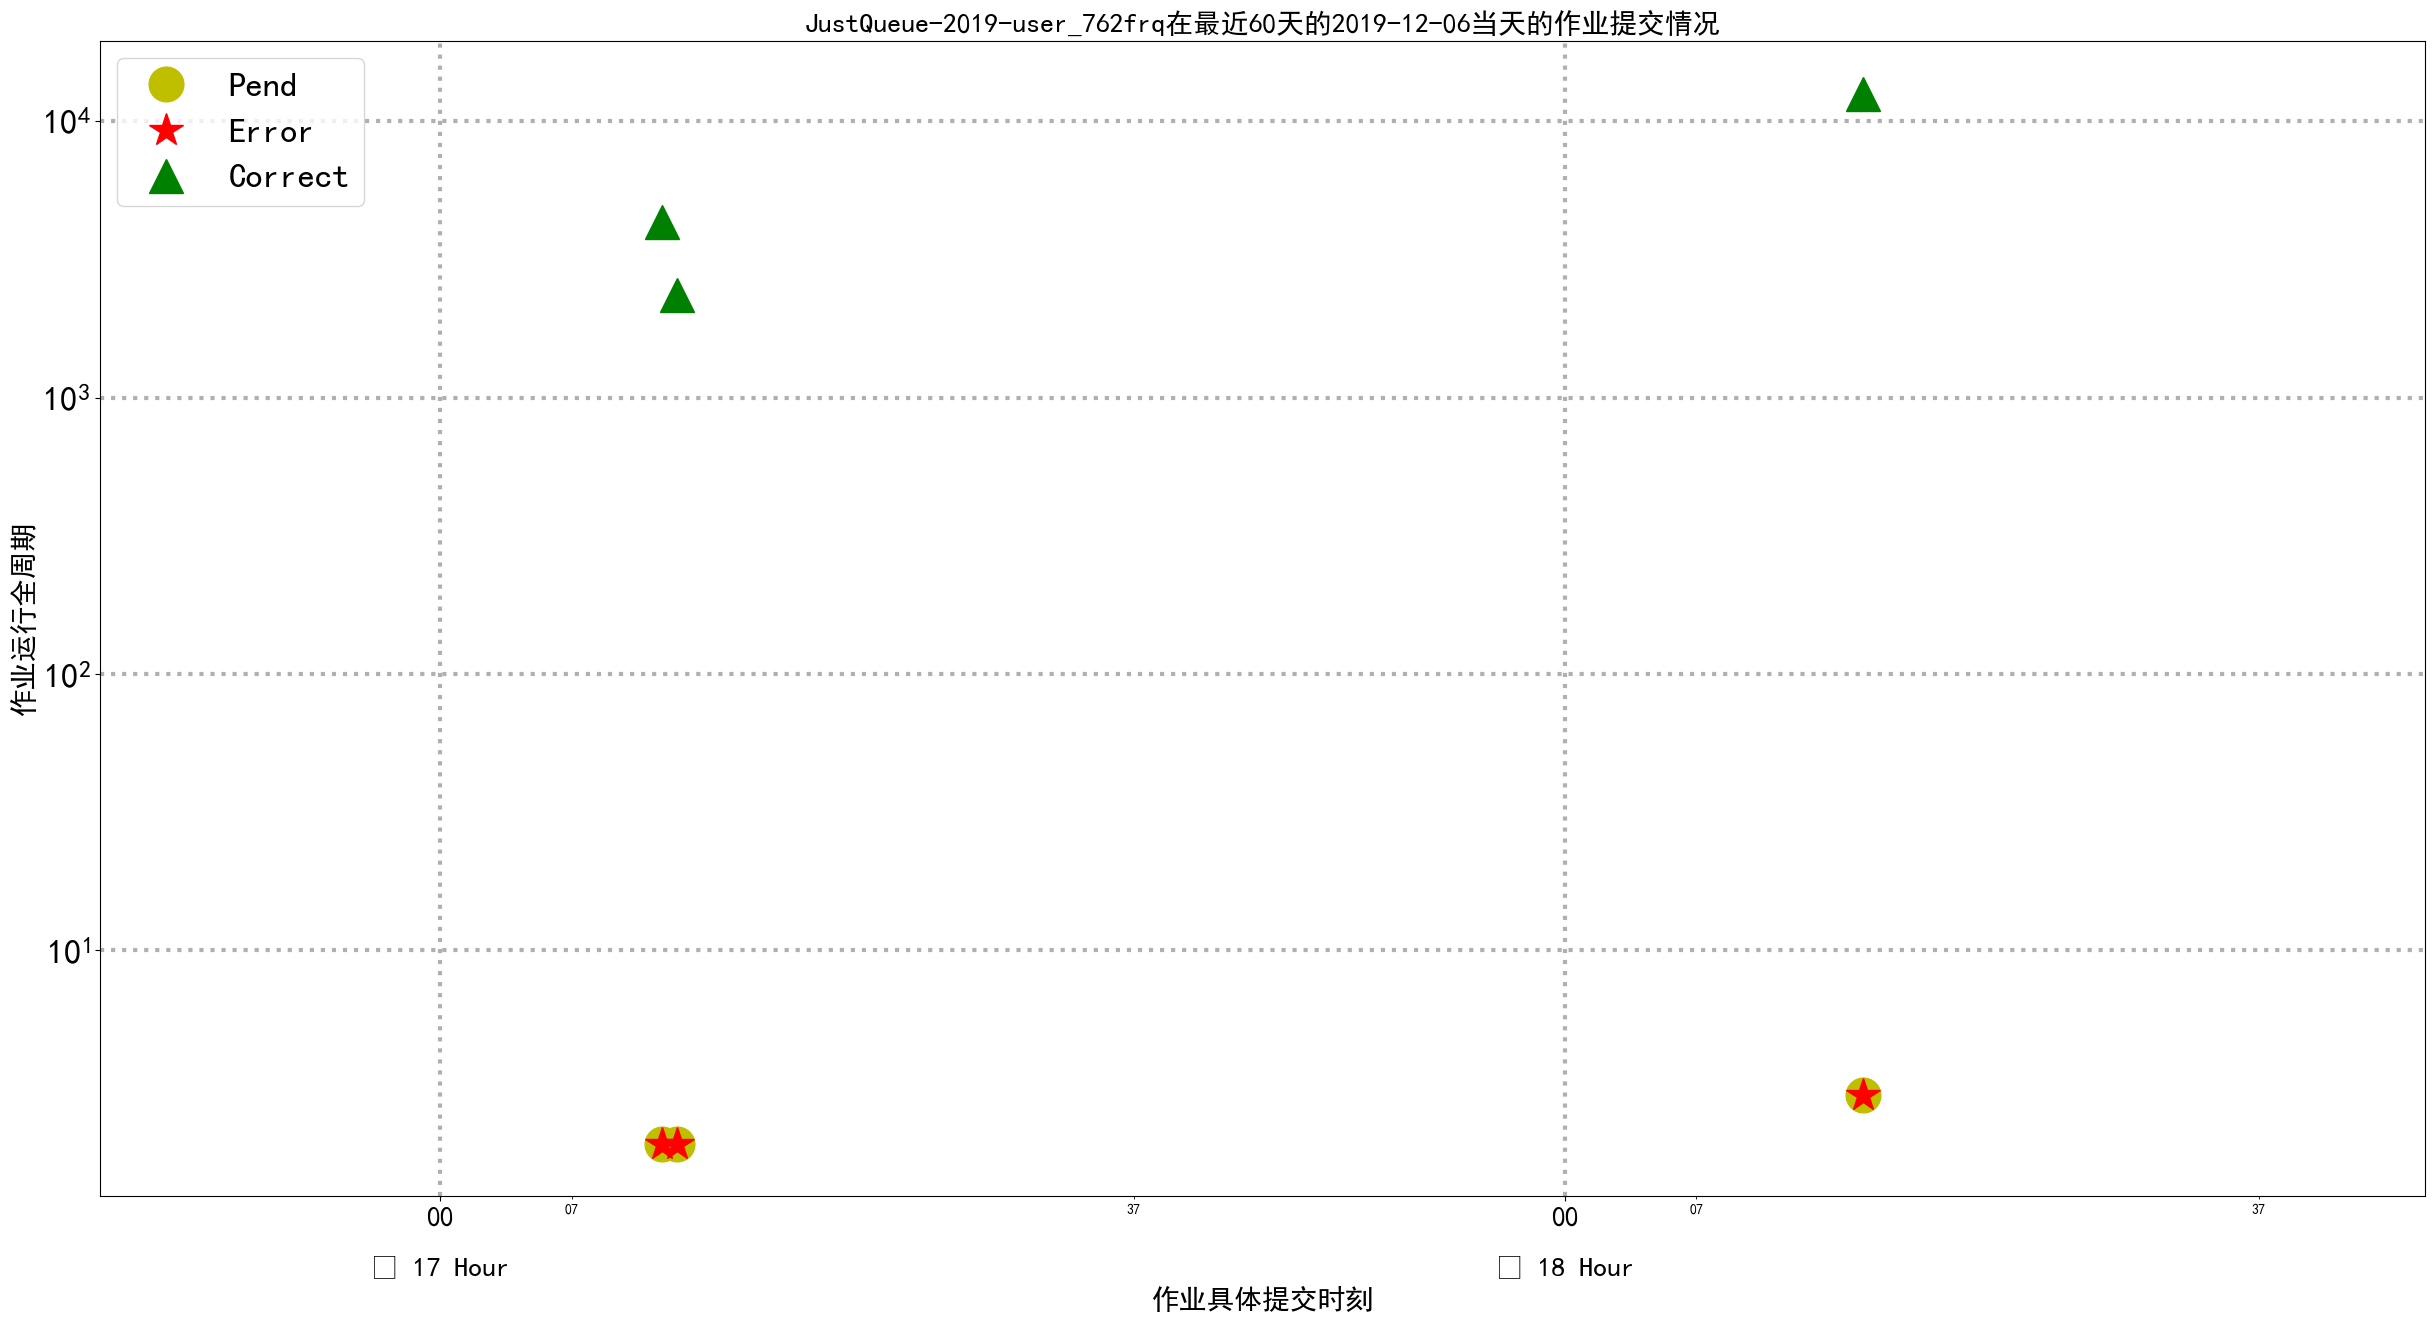 JustQueue-2019-user_762frq在最近60天的2019-12-06当天的作业提交情况
Pend
Error
Correct
10⁴
10³
10²
10¹
作业运行全周期
00 07 37 00 07 37
□ 17 Hour □ 18 Hour
作业具体提交时刻